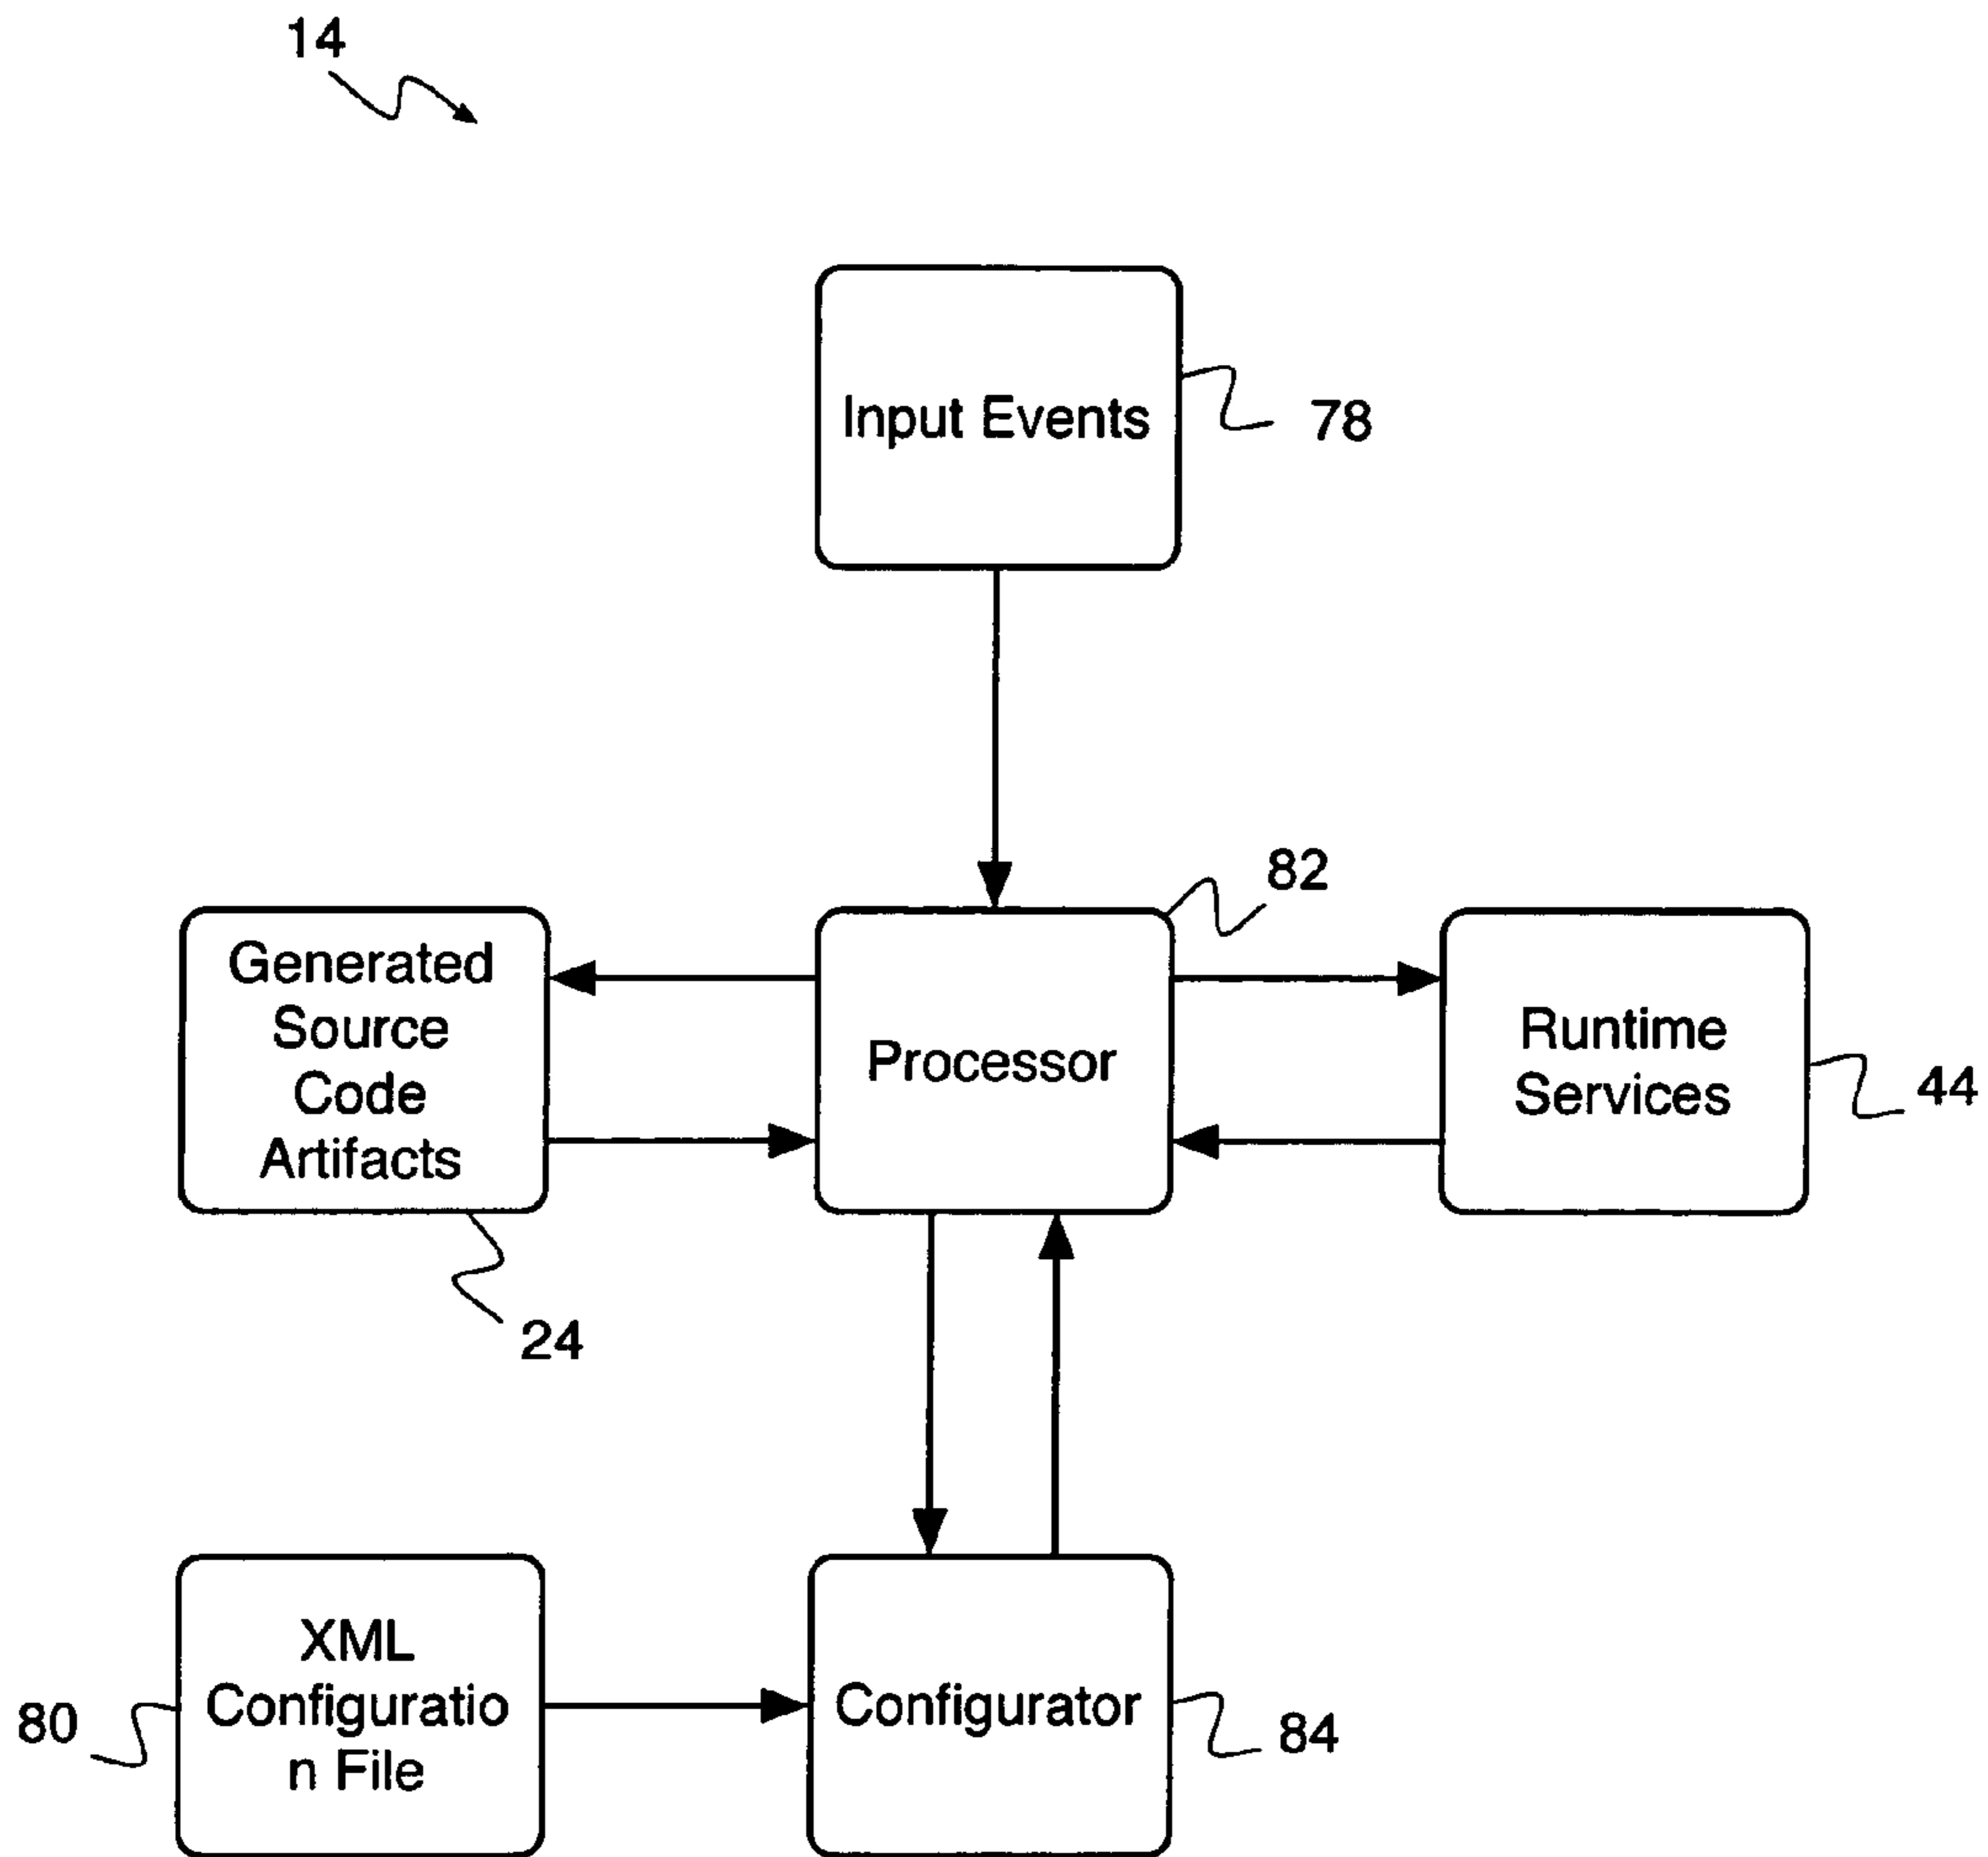 14
Input Events
78
82
Generated
Source
Code
Artifacts
Processor
Runtime
Services
44
24
XML
Configuratio
n File
Configurator
80
84